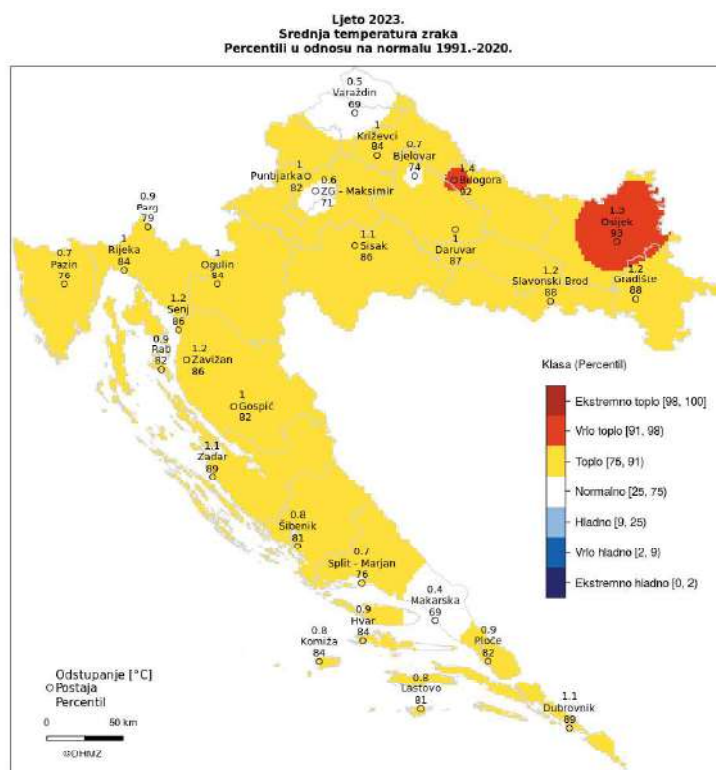 Ljeto 2023.
Srednja temperatura zraka
Percentili u odnosu na normalu 1991.-2020.
0.5
Varaždin
69
1
Križevci
84
0.7
Bjelovar
74
1.4
Bilogora
92
1
Puntijarka
82
0.6
ZG - Maksimir
71
0.9
Parg
79
0.7
Pazin
76
1
Rijeka
84
1
Ogulin
84
1.1
Sisak
86
1
Daruvar
87
1.3
Osijek
93
1.2
Slavonski Brod
88
1.2
Gradište
88
1.2
Senj
86
0.9
Rab
82
1.2
Zavižan
86
1
Gospić
82
1.1
Zadar
89
0.8
Šibenik
81
0.7
Split - Marjan
76
0.4
Makarska
69
0.9
Hvar
84
0.8
Komiža
84
0.9
Ploče
82
0.8
Lastovo
81
1.1
Dubrovnik
89
Klasa (Percentil)
Ekstremno toplo [98, 100]
Vrlo toplo [91, 98)
Toplo [75, 91)
Normalno [25, 75)
Hladno [9, 25)
Vrlo hladno [2, 9)
Ekstremno hladno [0, 2)
Odstupanje [°C]
Postaja
Percentil
0 50 km
©DHMZ